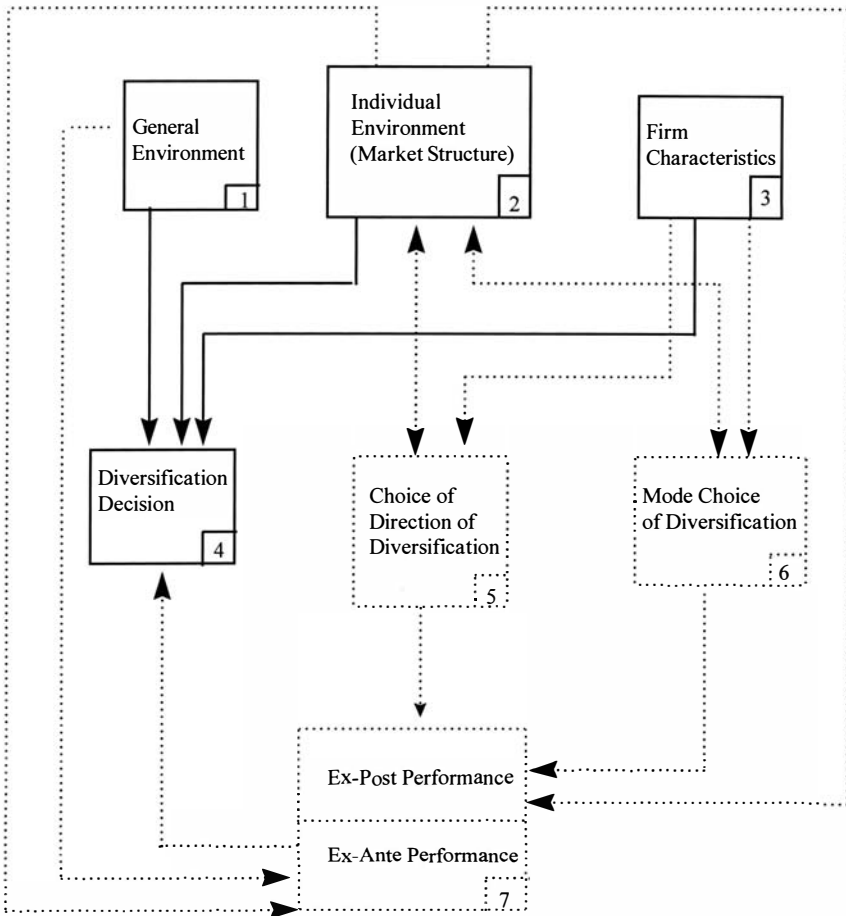 General
Environment
1
Individual
Environment
(Market Structure)
2
Firm
Characteristics
3
Diversification
Decision
4
Choice of
Direction of
Diversification
5
Mode Choice
of Diversification
6
Ex-Post Performance
Ex-Ante Performance
7